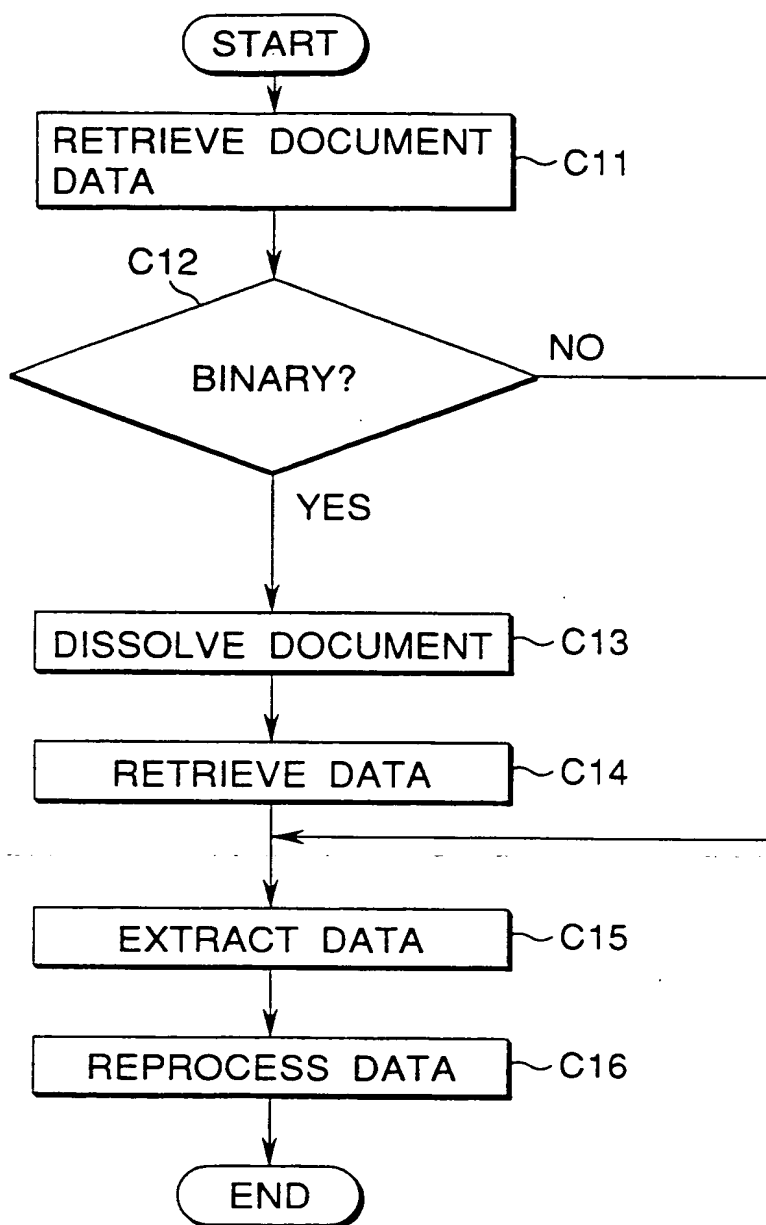 START
RETRIEVE DOCUMENT
DATA
C11
C12
BINARY?
NO
YES
DISSOLVE DOCUMENT
C13
RETRIEVE DATA
C14
EXTRACT DATA
C15
REPROCESS DATA
C16
END